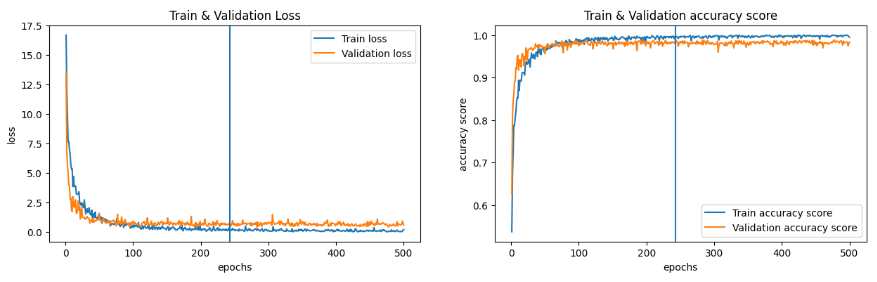 Train & Validation Loss
17.5
15.0
12.5
10.0
7.5
5.0
2.5
0.0
loss
0
100
200
300
400
500
epochs
Train loss
Validation loss
Train & Validation accuracy score
1.0
0.9
0.8
0.7
0.6
accuracy score
0
100
200
300
400
500
epochs
Train accuracy score
Validation accuracy score